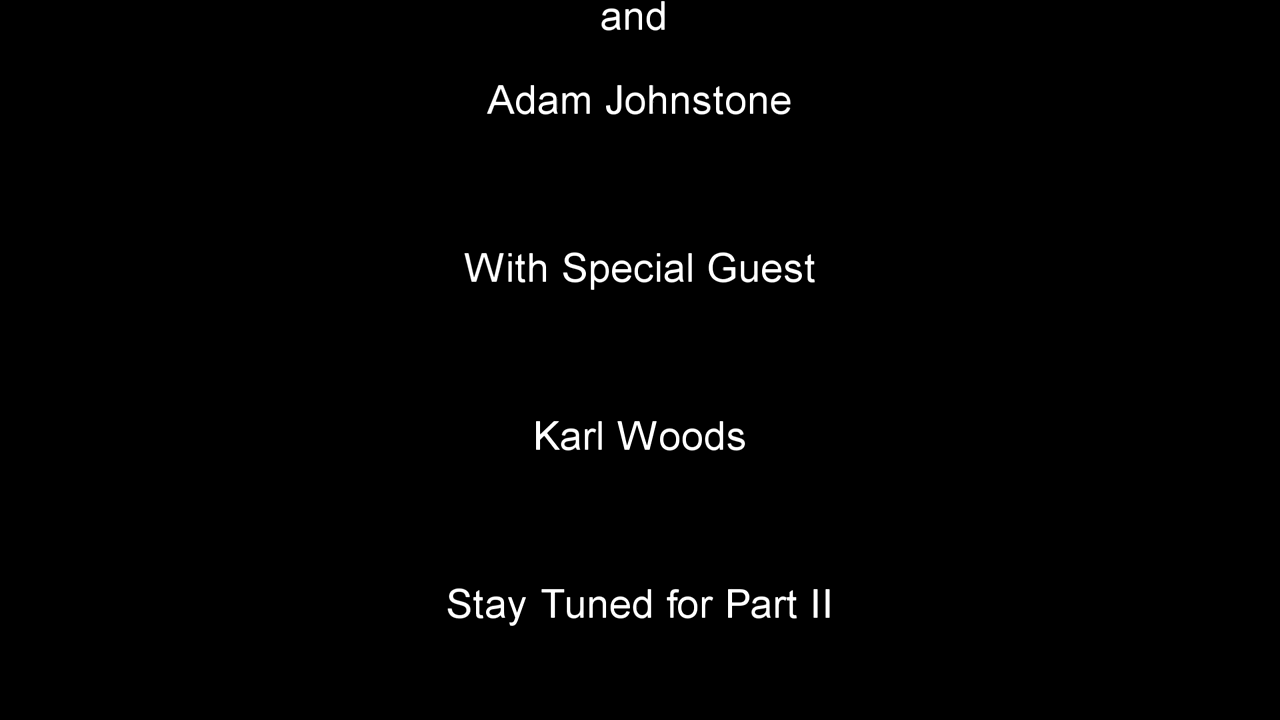 and
Adam Johnstone
With Special Guest
Karl Woods
Stay Tuned for Part II